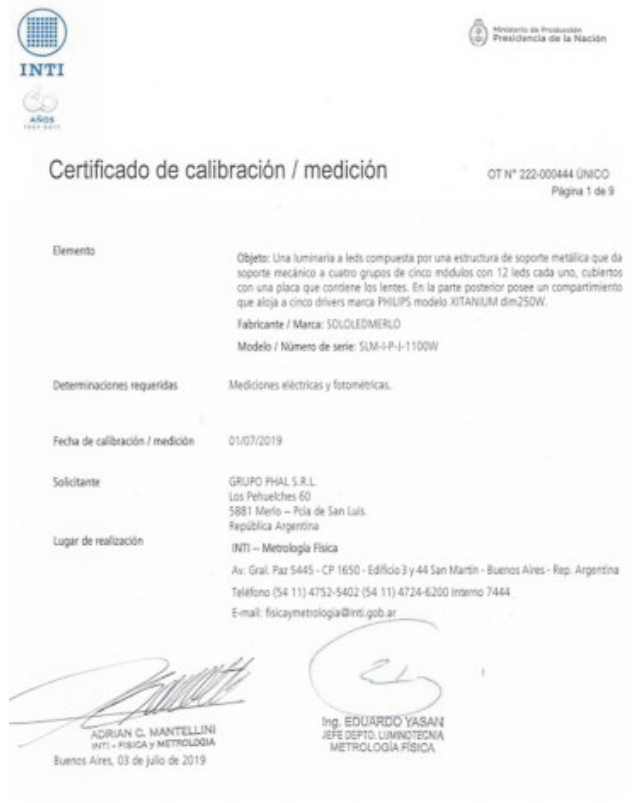 INTI
60
AÑOS
1957-2017
Ministerio de Producción
Presidencia de la Nación
Certificado de calibración / medición
OT N° 222-000444 ÚNICO
Página 1 de 9
Elemento
Objeto: Una luminaria a leds compuesta por una estructura de soporte metálica que da
soporte mecánico a cuatro grupos de cinco módulos con 12 leds cada uno, cubiertos
con una placa que contiene los lentes. En la parte posterior posee un compartimiento
que aloja a cinco drivers marca PHILIPS modelo XITANIUM dim250W.
Fabricante / Marca: SOLOLEDMERLO
Modelo / Número de serie: SLM-I-P-I-1100W
Determinaciones requeridas
Mediciones eléctricas y fotométricas.
Fecha de calibración / medición
01/07/2019
Solicitante
GRUPO PHAL S.R.L.
Los Pehuelches 60
5881 Merlo – Pcia de San Luis.
República Argentina
Lugar de realización
INTI – Metrología Física
Av. Gral. Paz 5445 - CP 1650 - Edificio 3 y 44 San Martín - Buenos Aires - Rep. Argentina
Teléfono (54 11) 4752-5402 (54 11) 4724-6200 Interno 7444
E-mail: fisicaymetrologia@inti.gob.ar
ADRIAN G. MANTELLINI
INTI - FISICA y METROLOGIA
Buenos Aires, 03 de julio de 2019
Ing. EDUARDO YASAN
JEFE DEPTO. LUMINOTECNIA
METROLOGÍA FÍSICA